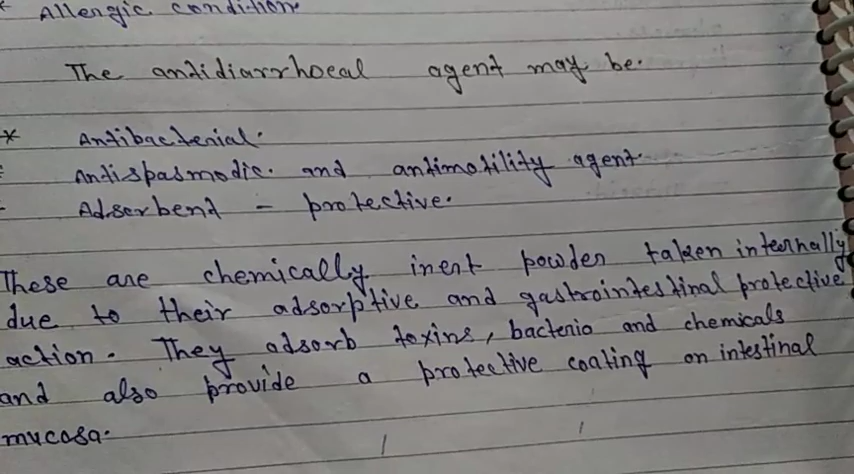 * Allergic condition
The antidiarrhoeal agent may be.
* Antibacterial.
Antispasmodic. and antimotility agent.
Adserbent - protective.
These are chemically inert powder taken internally
due to their adsorptive and gastrointestinal protective
action. They adsorb toxins, bacteria and chemicals
and also provide a protective coating on intestinal
mucosa.